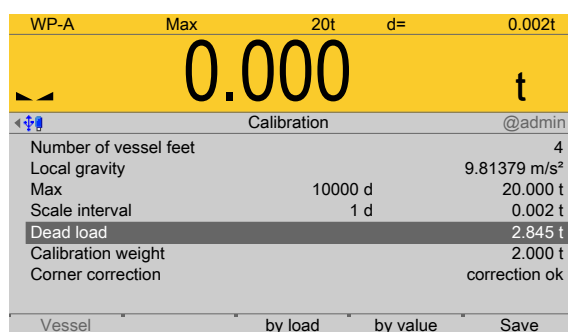 WP-A Max 20t d= 0.002t
0.000 t
Calibration @admin
Number of vessel feet 4
Local gravity 9.81379 m/s²
Max 10000 d 20.000 t
Scale interval 1 d 0.002 t
Dead load 2.845 t
Calibration weight 2.000 t
Corner correction correction ok
Vessel by load by value Save